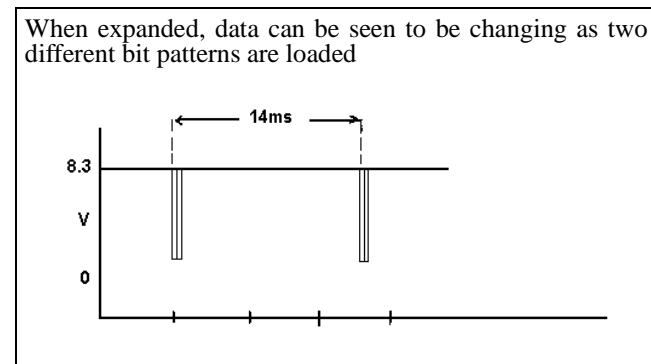 When expanded, data can be seen to be changing as two
different bit patterns are loaded
14ms
8.3
V
0